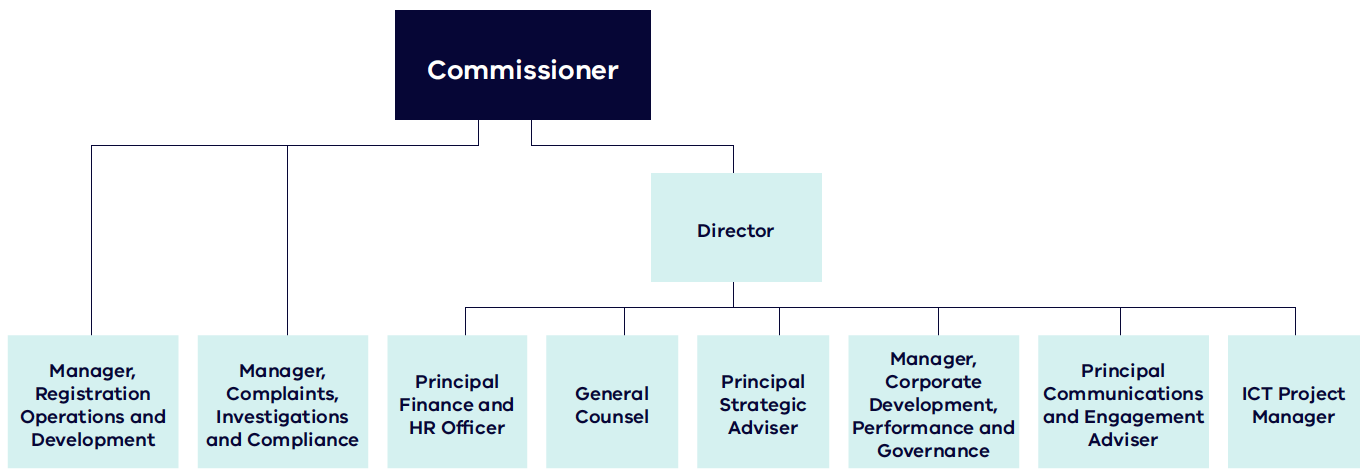 Commissioner
Director
Manager,
Registration
Operations and
Development
Manager,
Complaints,
Investigations
and Compliance
Principal
Finance and
HR Officer
General
Counsel
Principal
Strategic
Adviser
Manager,
Corporate
Development,
Performance and
Governance
Principal
Communications
and Engagement
Adviser
ICT Project
Manager